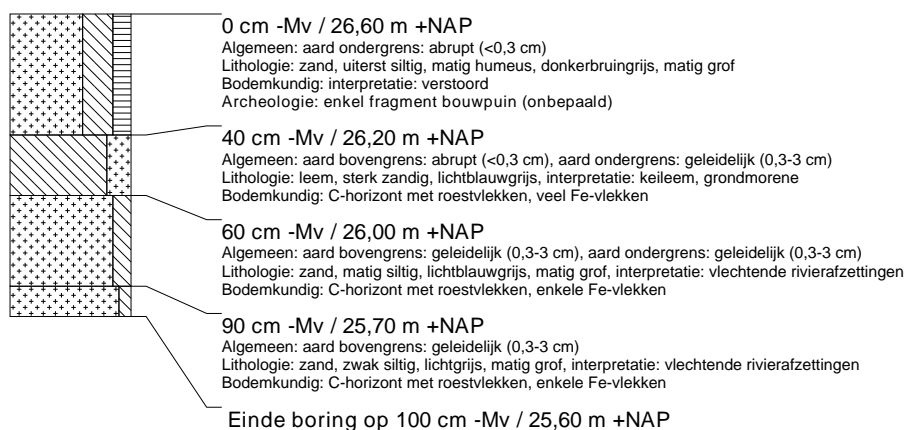 0 cm -Mv / 26,60 m +NAP
Algemeen: aard ondergrens: abrupt (<0,3 cm)
Lithologie: zand, uiterst siltig, matig humeus, donkerbruingrijs, matig grof
Bodemkundig: interpretatie: verstoord
Archeologie: enkel fragment bouwpuin (onbepaald)
40 cm -Mv / 26,20 m +NAP
Algemeen: aard bovengrens: abrupt (<0,3 cm), aard ondergrens: geleidelijk (0,3-3 cm)
Lithologie: leem, sterk zandig, lichtblauwgrijs, interpretatie: keileem, grondmorene
Bodemkundig: C-horizont met roestvlekken, veel Fe-vlekken
60 cm -Mv / 26,00 m +NAP
Algemeen: aard bovengrens: geleidelijk (0,3-3 cm), aard ondergrens: geleidelijk (0,3-3 cm)
Lithologie: zand, matig siltig, lichtblauwgrijs, matig grof, interpretatie: vlechtende rivierafzettingen
Bodemkundig: C-horizont met roestvlekken, enkele Fe-vlekken
90 cm -Mv / 25,70 m +NAP
Algemeen: aard bovengrens: geleidelijk (0,3-3 cm)
Lithologie: zand, zwak siltig, lichtgrijs, matig grof, interpretatie: vlechtende rivierafzettingen
Bodemkundig: C-horizont met roestvlekken, enkele Fe-vlekken
Einde boring op 100 cm -Mv / 25,60 m +NAP